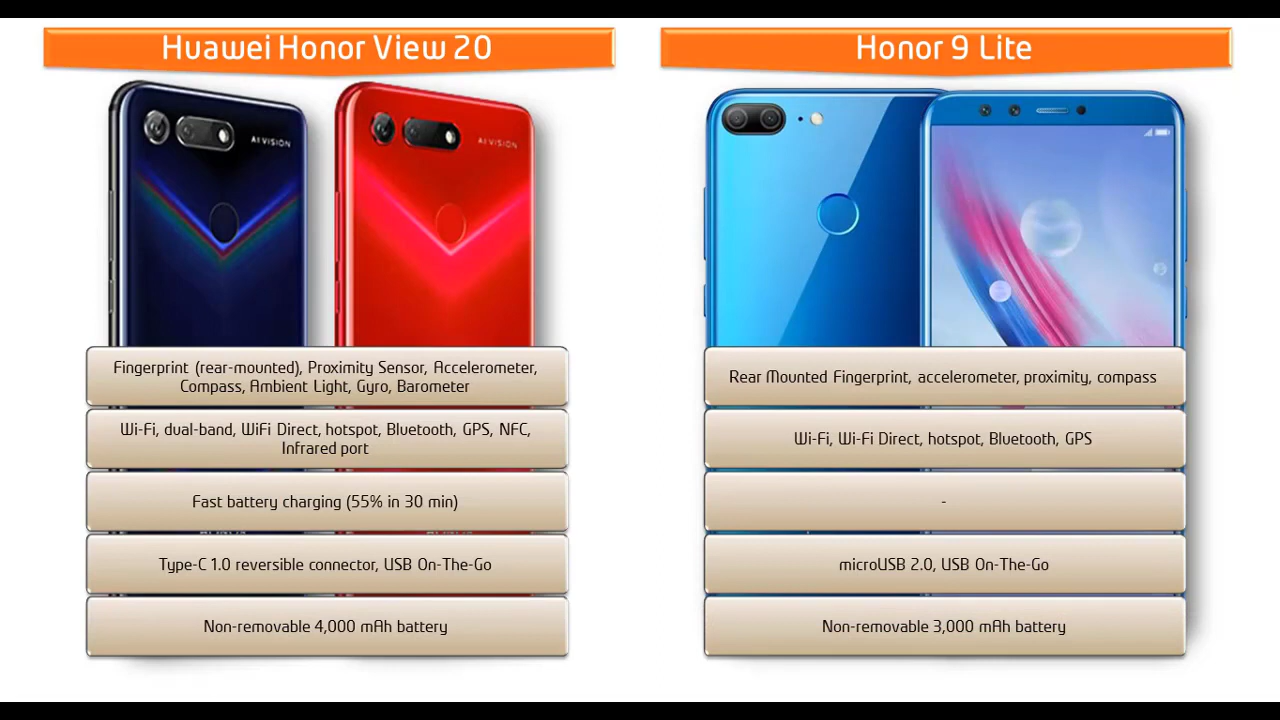 Huawei Honor View 20
AI VISION
AI VISION
Fingerprint (rear-mounted), Proximity Sensor, Accelerometer,
Compass, Ambient Light, Gyro, Barometer
Wi-Fi, dual-band, WiFi Direct, hotspot, Bluetooth, GPS, NFC,
Infrared port
Fast battery charging (55% in 30 min)
Type-C 1.0 reversible connector, USB On-The-Go
Non-removable 4,000 mAh battery
Honor 9 Lite
Rear Mounted Fingerprint, accelerometer, proximity, compass
Wi-Fi, Wi-Fi Direct, hotspot, Bluetooth, GPS
-
microUSB 2.0, USB On-The-Go
Non-removable 3,000 mAh battery